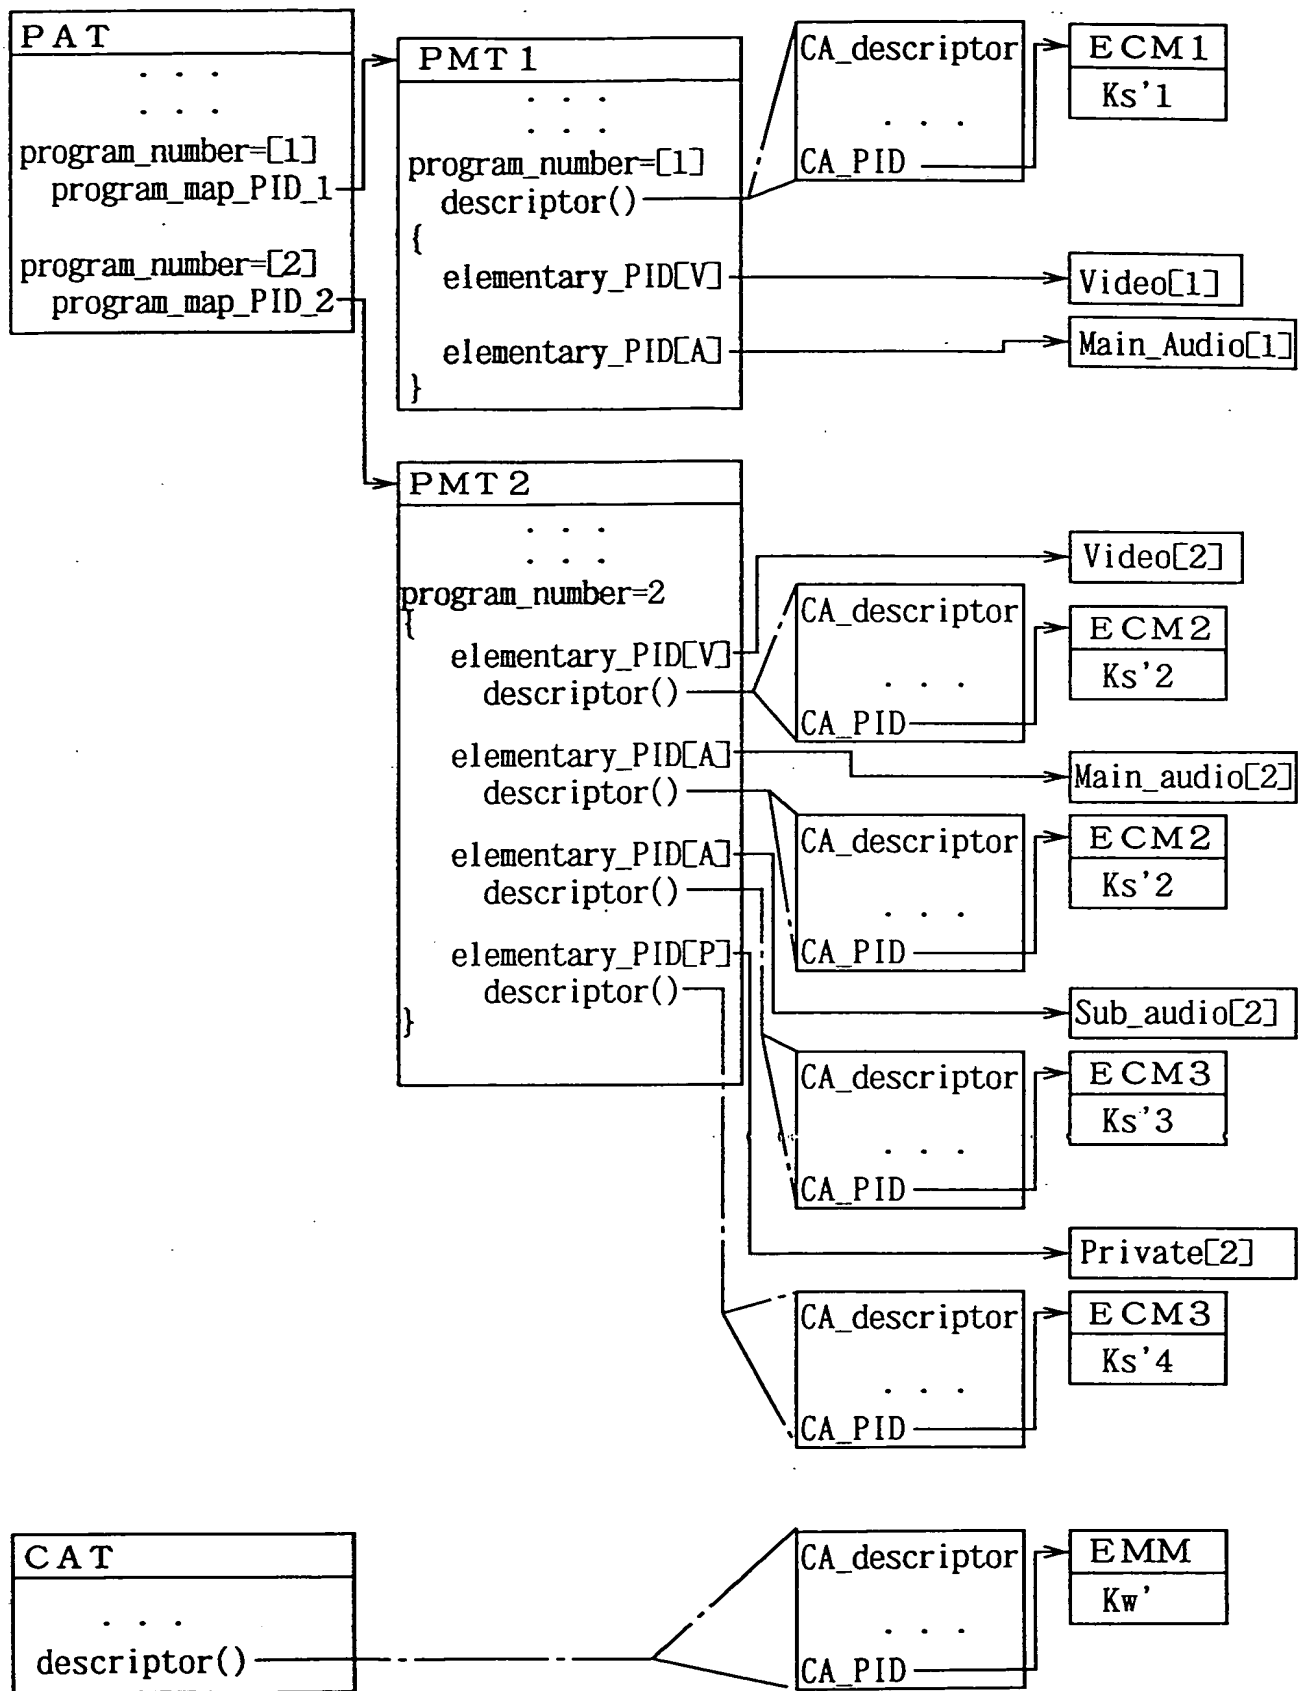 PAT
. . .
. . .
program_number=[1]
program_map_PID_1
program_number=[2]
program_map_PID_2
PMT1
. . .
. . .
program_number=[1]
descriptor()
{
elementary_PID[V]
elementary_PID[A]
}
CA_descriptor
. . .
CA_PID
ECM1
Ks'1
Video[1]
Main_Audio[1]
PMT2
. . .
. . .
program_number=2
{
elementary_PID[V]
descriptor()
elementary_PID[A]
descriptor()
elementary_PID[A]
descriptor()
elementary_PID[P]
descriptor()
}
Video[2]
CA_descriptor
. . .
CA_PID
ECM2
Ks'2
Main_audio[2]
CA_descriptor
. . .
CA_PID
ECM2
Ks'2
Sub_audio[2]
CA_descriptor
. . .
CA_PID
ECM3
Ks'3
Private[2]
CA_descriptor
. . .
CA_PID
ECM3
Ks'4
CAT
. . .
descriptor()
CA_descriptor
. . .
CA_PID
EMM
Kw'